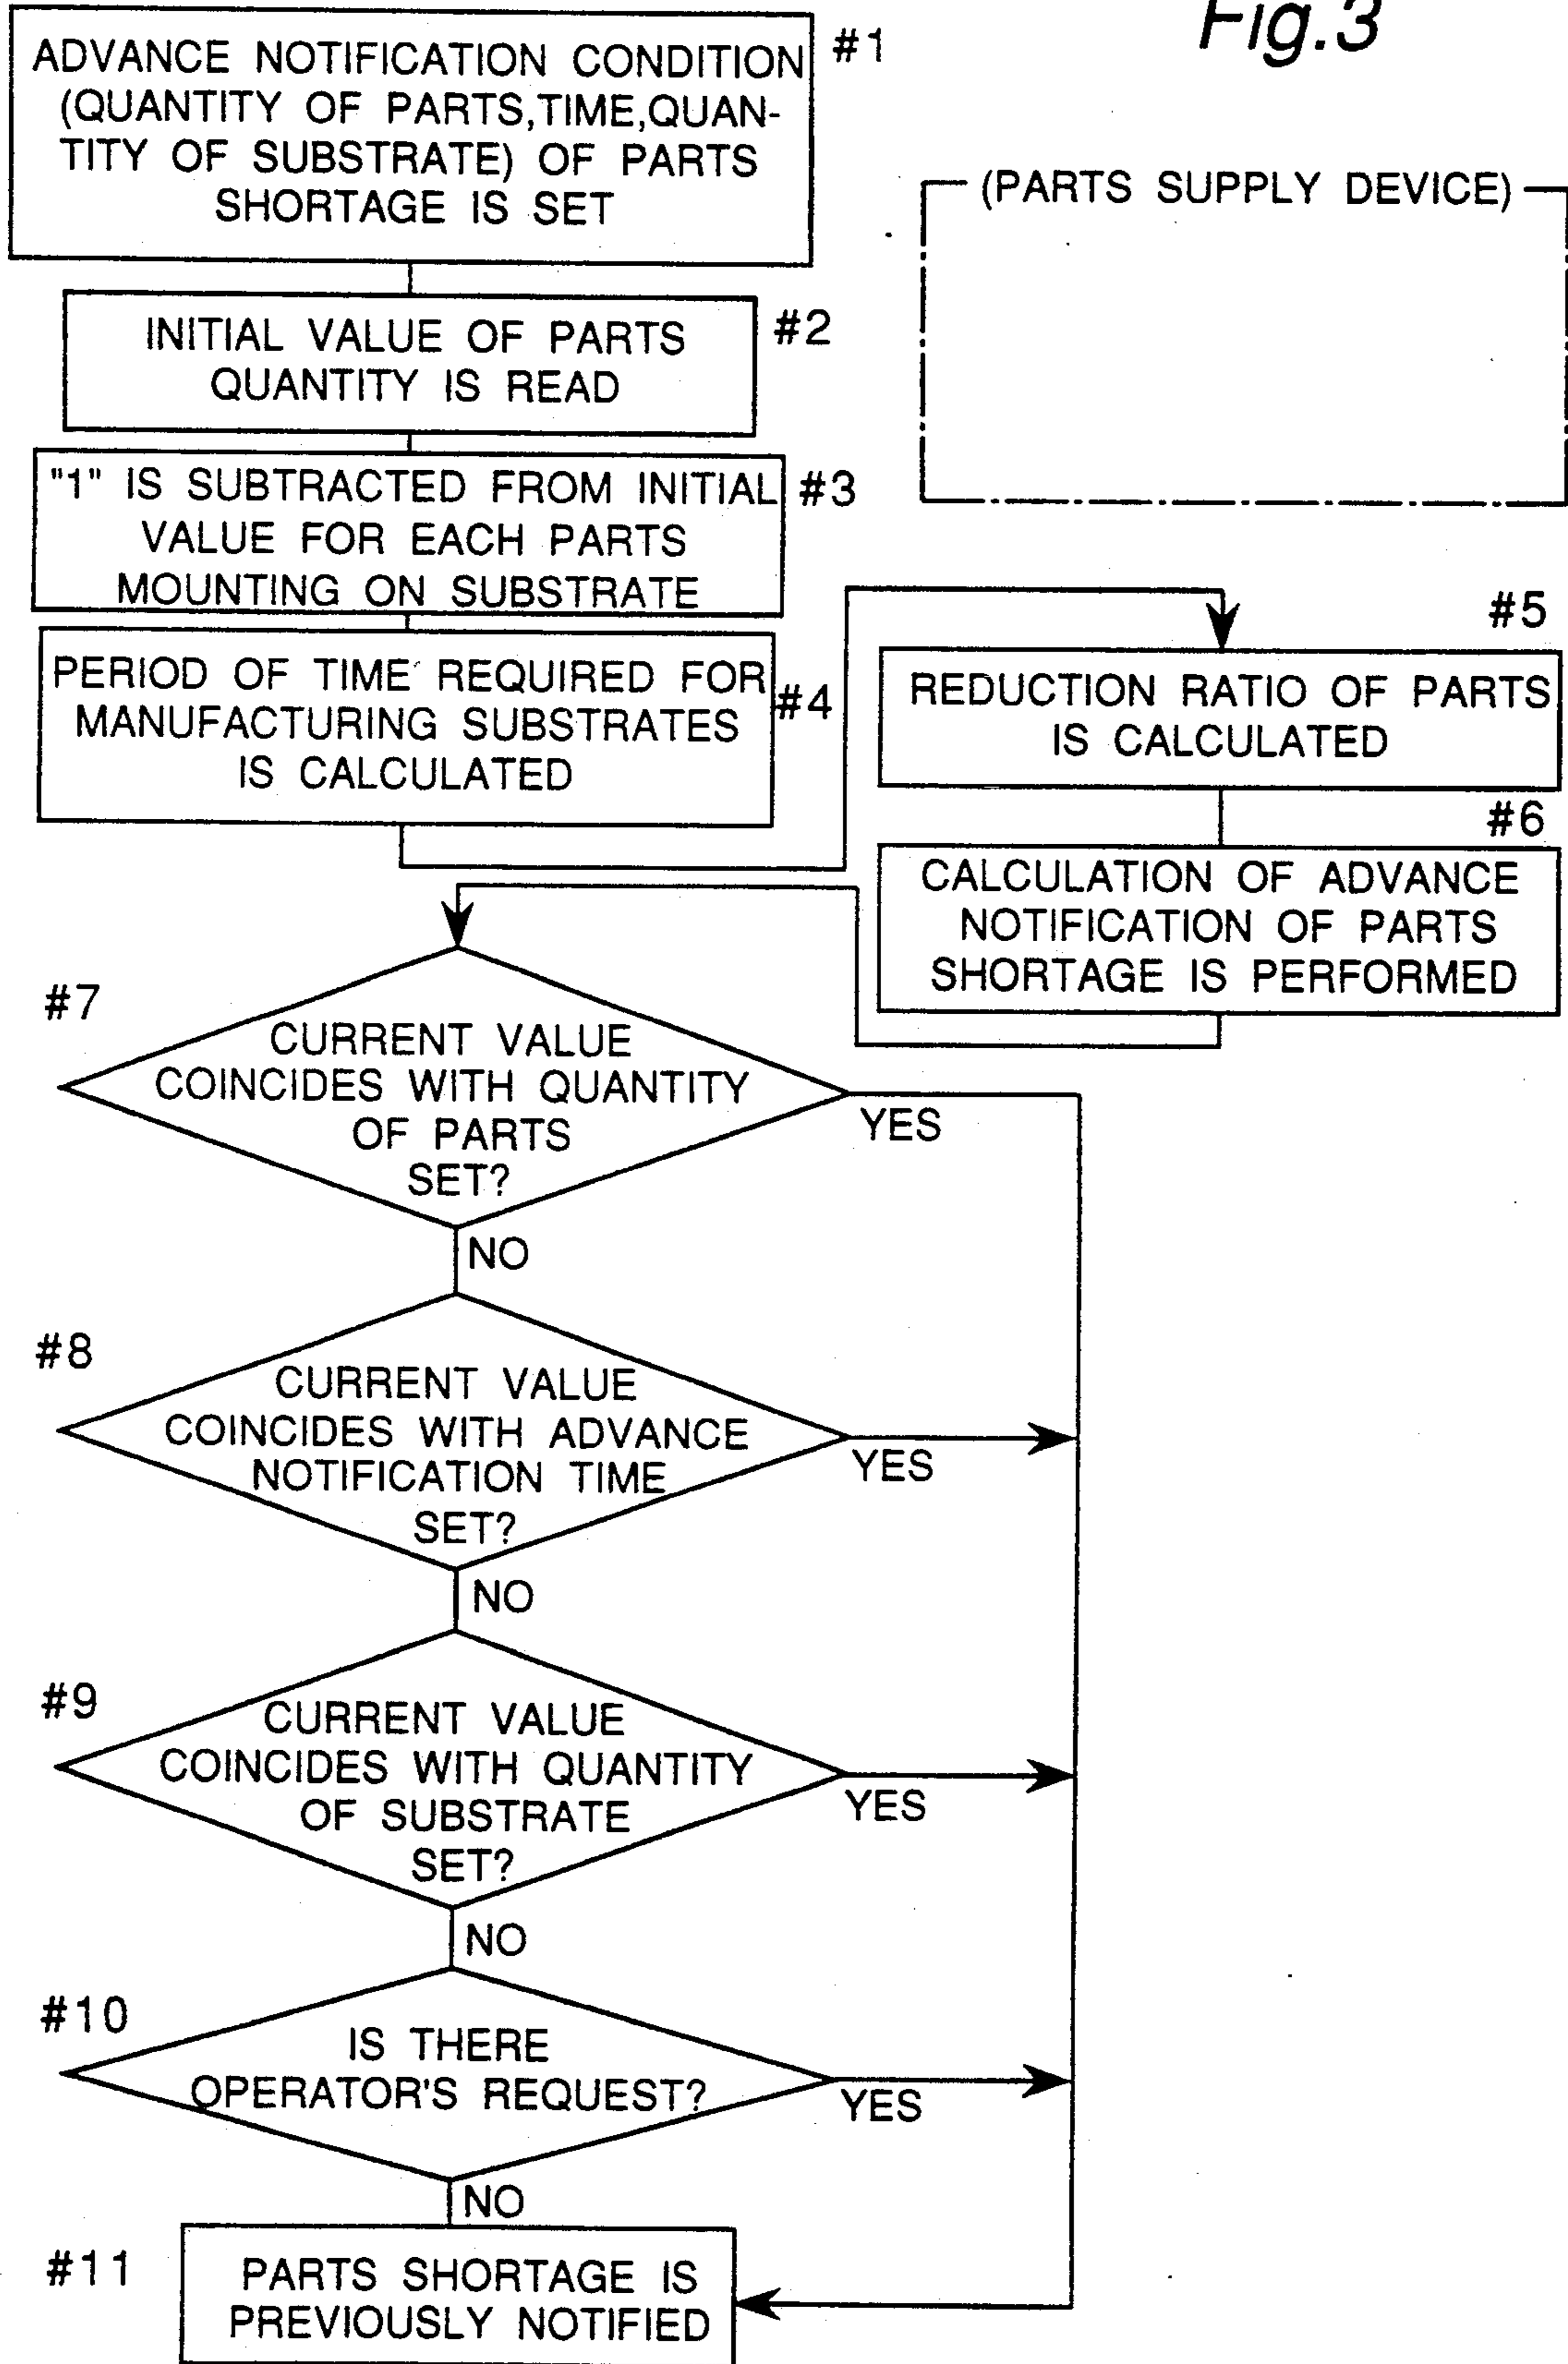 Fig.3
ADVANCE NOTIFICATION CONDITION
(QUANTITY OF PARTS,TIME,QUAN-
TITY OF SUBSTRATE) OF PARTS
SHORTAGE IS SET
#1
(PARTS SUPPLY DEVICE)
INITIAL VALUE OF PARTS
QUANTITY IS READ
#2
"1" IS SUBTRACTED FROM INITIAL
VALUE FOR EACH PARTS
MOUNTING ON SUBSTRATE
#3
PERIOD OF TIME REQUIRED FOR
MANUFACTURING SUBSTRATES
IS CALCULATED
#4
#5
REDUCTION RATIO OF PARTS
IS CALCULATED
#6
CALCULATION OF ADVANCE
NOTIFICATION OF PARTS
SHORTAGE IS PERFORMED
#7
CURRENT VALUE
COINCIDES WITH QUANTITY
OF PARTS
SET?
YES
NO
#8
CURRENT VALUE
COINCIDES WITH ADVANCE
NOTIFICATION TIME
SET?
YES
NO
#9
CURRENT VALUE
COINCIDES WITH QUANTITY
OF SUBSTRATE
SET?
YES
NO
#10
IS THERE
OPERATOR'S REQUEST?
YES
NO
#11
PARTS SHORTAGE IS
PREVIOUSLY NOTIFIED